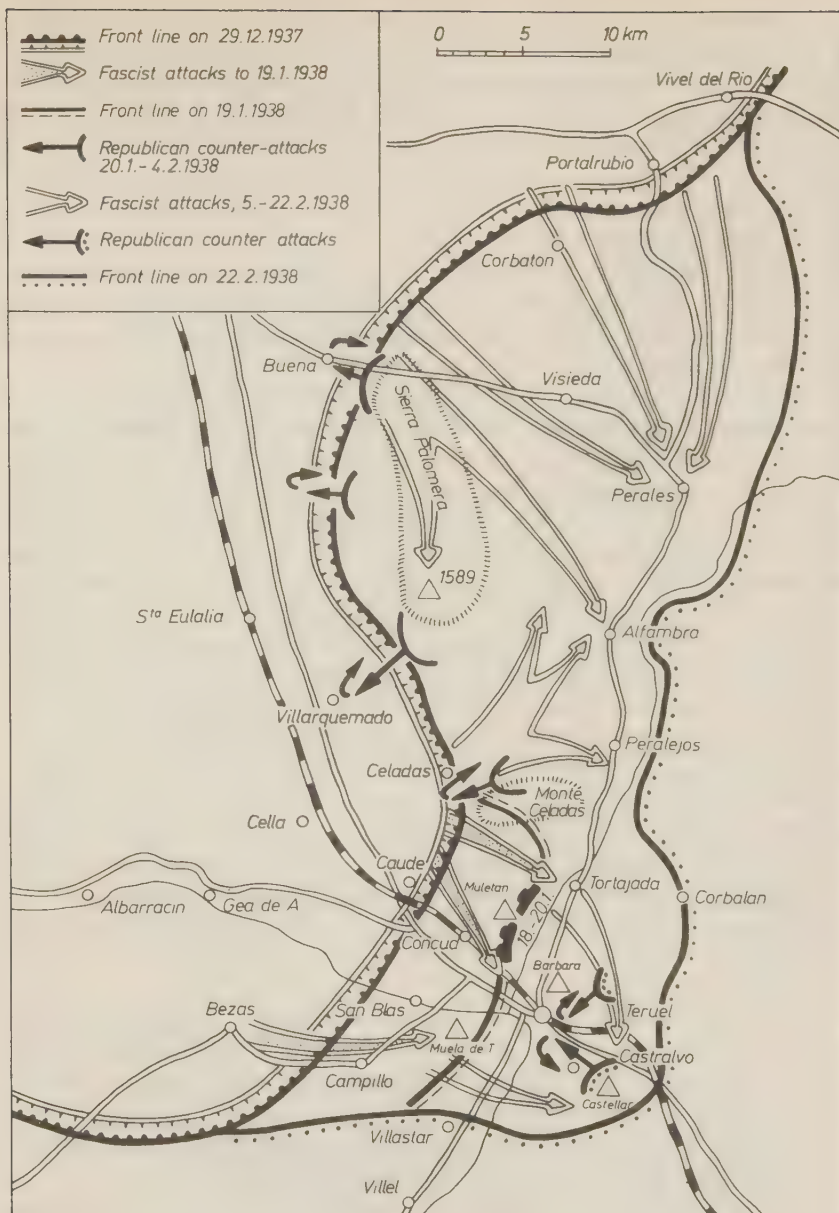 Front line on 29.12.1937
Fascist attacks to 19.1.1938
Front line on 19.1.1938
Republican counter-attacks
20.1.- 4.2.1938
Fascist attacks, 5.-22.2.1938
Republican counter attacks
Front line on 22.2.1938
0 5 10 km
Vivel del Rio
Portalrubio
Corbaton
Buena
Visieda
Sierra Palomera
Perales
1589
Sta Eulalia
Alfambra
Villarquemado
Peralejos
Celadas
Monte
Celadas
Cella
Caude
Muletan
Tortajada
Albarracin
Gea de A
18.-20.1.
Corbalan
Concud
Barbara
Bezas
San Blas
Teruel
Muela de T
Castralvo
Campillo
Castellar
Villastar
Villel